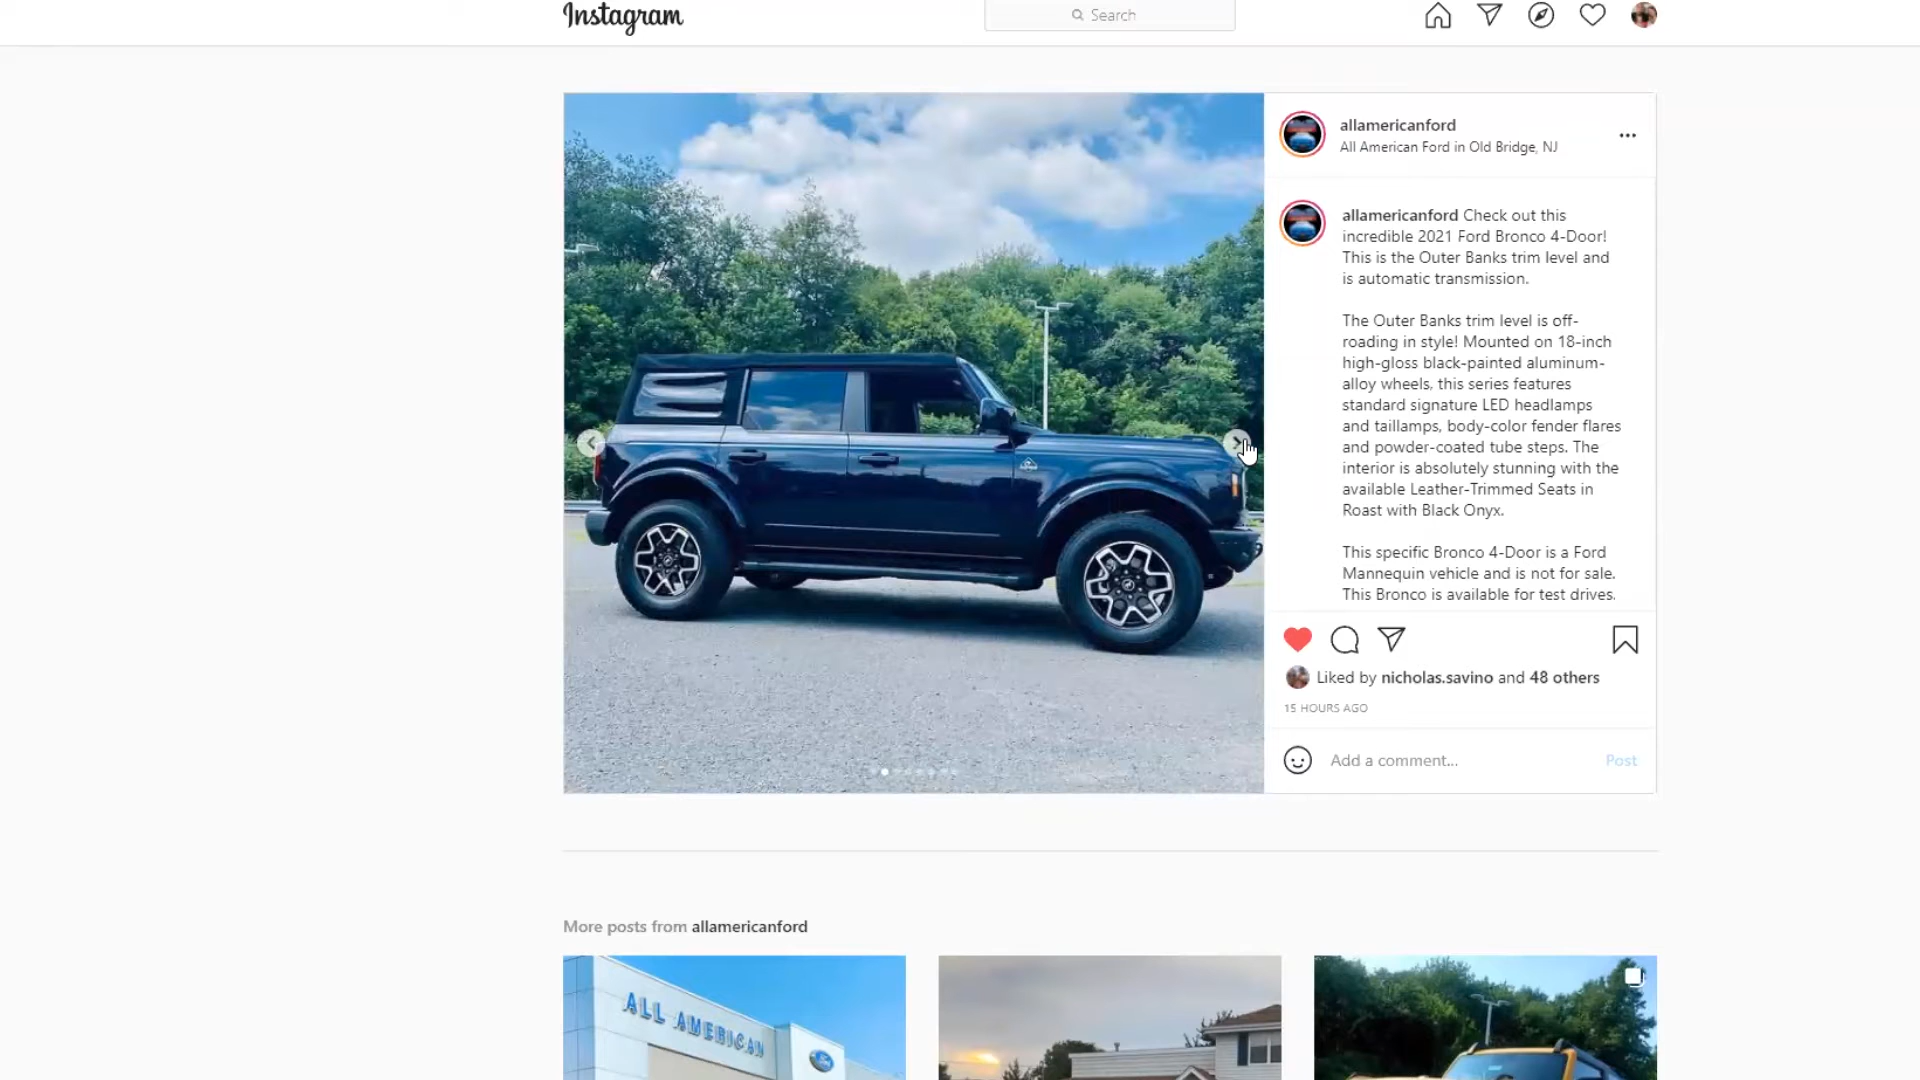 Instagram
Search
allamericanford
All American Ford in Old Bridge, NJ
allamericanford Check out this
incredible 2021 Ford Bronco 4-Door!
This is the Outer Banks trim level and
is automatic transmission.
The Outer Banks trim level is off-
roading in style! Mounted on 18-inch
high-gloss black-painted aluminum-
alloy wheels, this series features
standard signature LED headlamps
and taillamps, body-color fender flares
and powder-coated tube steps. The
interior is absolutely stunning with the
available Leather-Trimmed Seats in
Roast with Black Onyx.
This specific Bronco 4-Door is a Ford
Mannequin vehicle and is not for sale.
This Bronco is available for test drives.
Liked by nicholas.savino and 48 others
15 HOURS AGO
Add a comment...
Post
More posts from allamericanford
ALL AMERICAN
Ford